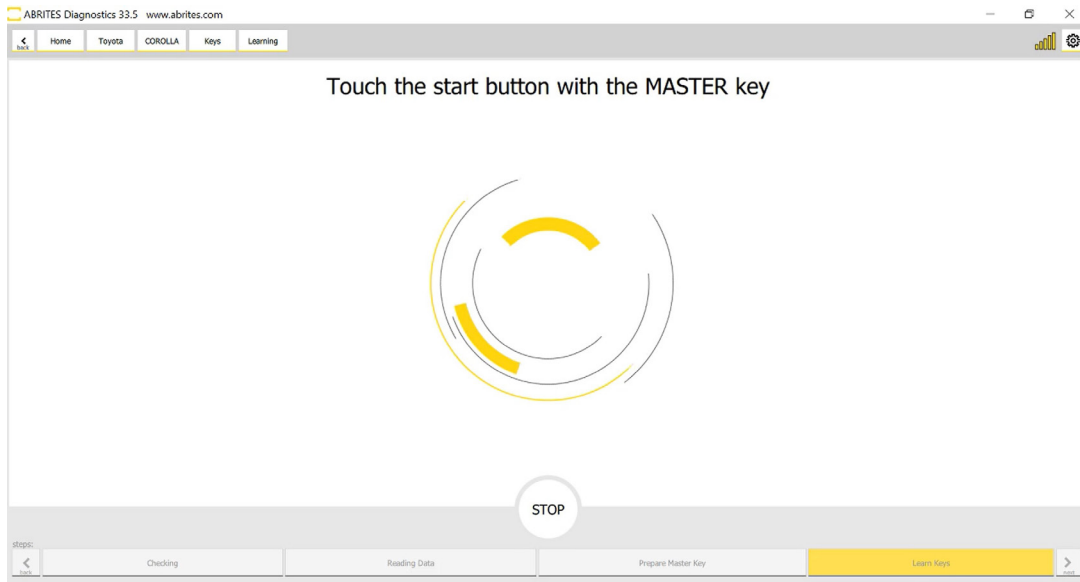 ABRITES Diagnostics 33.5 www.abrites.com
back Home Toyota COROLLA Keys Learning
Touch the start button with the MASTER key
STOP
steps:
back Checking Reading Data Prepare Master Key Learn Keys next